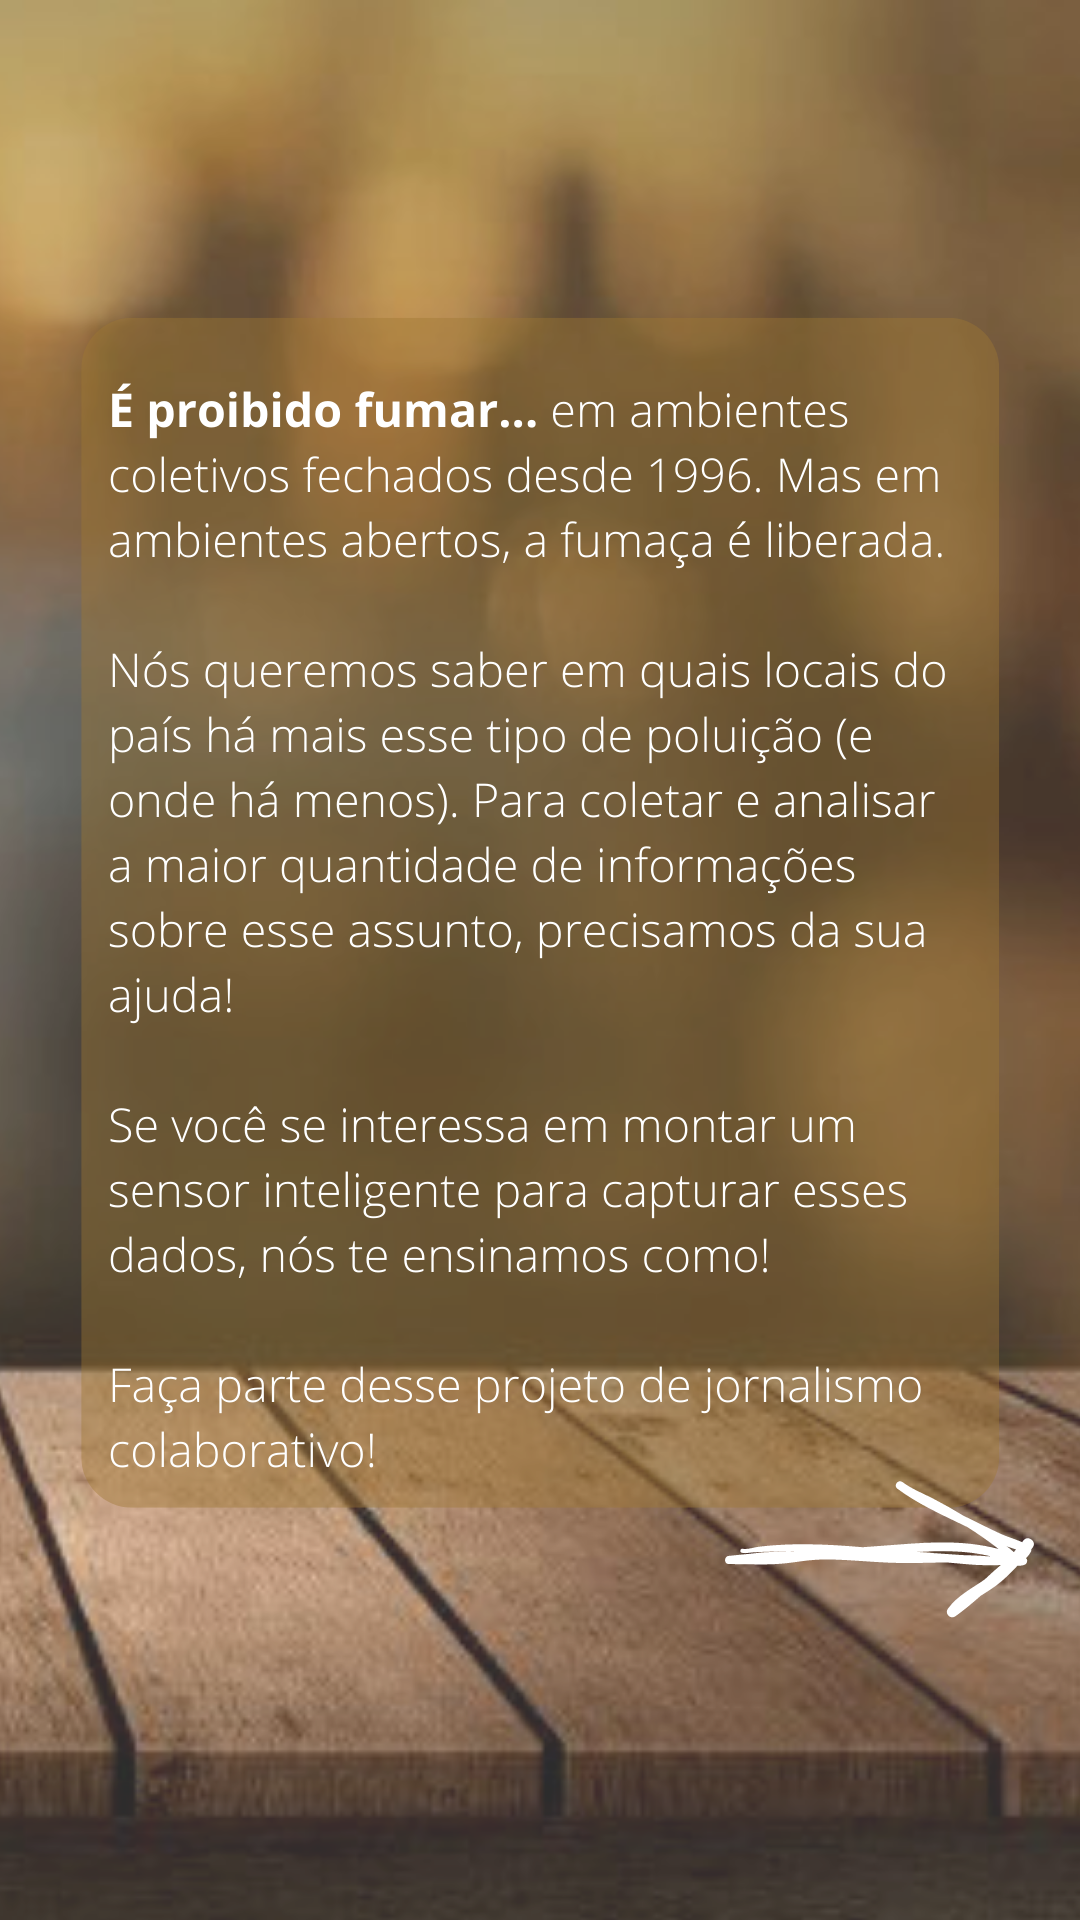 É proibido fumar... em ambientes
coletivos fechados desde 1996. Mas em
ambientes abertos, a fumaça é liberada.
Nós queremos saber em quais locais do
país há mais esse tipo de poluição (e
onde há menos). Para coletar e analisar
a maior quantidade de informações
sobre esse assunto, precisamos da sua
ajuda!
Se você se interessa em montar um
sensor inteligente para capturar esses
dados, nós te ensinamos como!
Faça parte desse projeto de jornalismo
colaborativo!